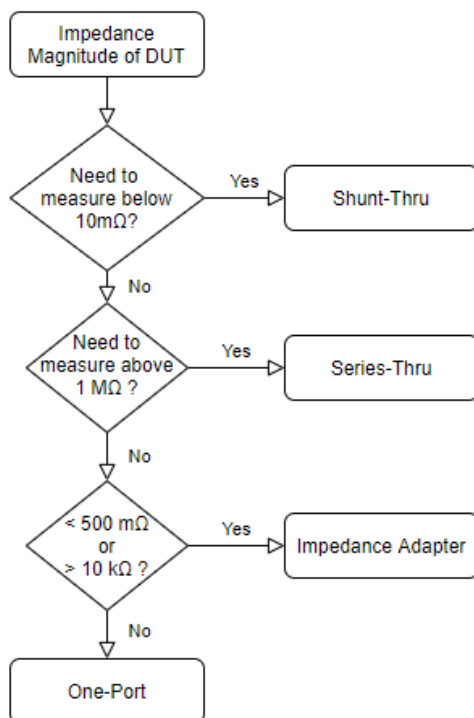 Impedance
Magnitude of DUT
Need to
measure below
10mΩ?
Yes
Shunt-Thru
No
Need to
measure above
1 MΩ ?
Yes
Series-Thru
No
< 500 mΩ
or
> 10 kΩ ?
Yes
Impedance Adapter
No
One-Port